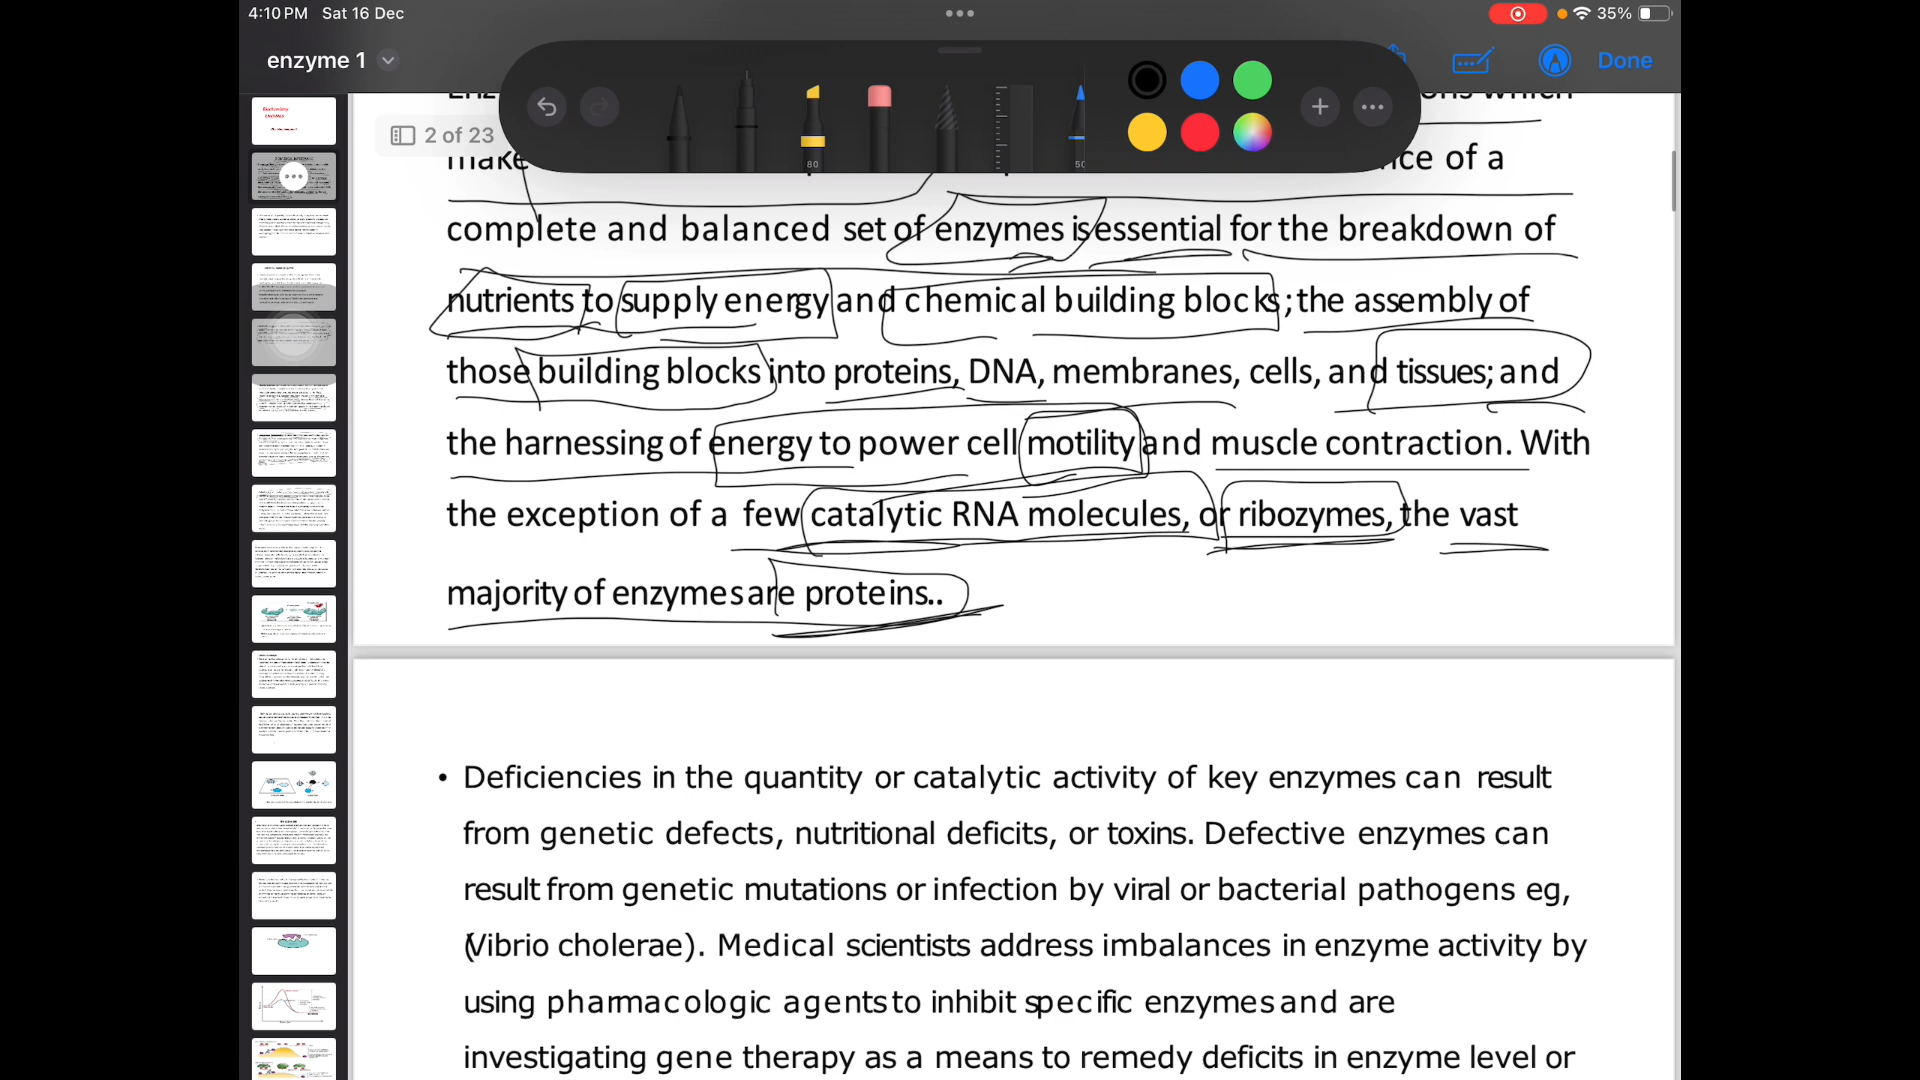 4:10 PM Sat 16 Dec
35%
enzyme 1
Done
2 of 23
80
50
which
make
nce of a
complete and balanced set of enzymes is essential for the breakdown of
nutrients to supply energy and chemical building blocks; the assembly of
those building blocks into proteins, DNA, membranes, cells, and tissues; and
the harnessing of energy to power cell motility and muscle contraction. With
the exception of a few catalytic RNA molecules, or ribozymes, the vast
majority of enzymes are proteins..
• Deficiencies in the quantity or catalytic activity of key enzymes can result
from genetic defects, nutritional deficits, or toxins. Defective enzymes can
result from genetic mutations or infection by viral or bacterial pathogens eg,
(Vibrio cholerae). Medical scientists address imbalances in enzyme activity by
using pharmacologic agents to inhibit specific enzymes and are
investigating gene therapy as a means to remedy deficits in enzyme level or